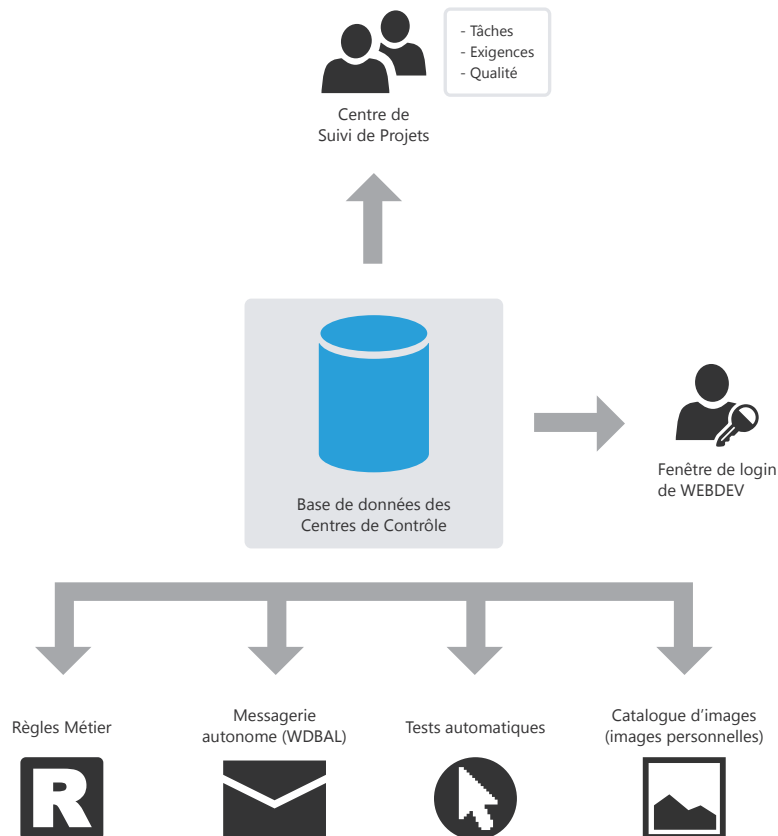 - Tâches
- Exigences
- Qualité
Centre de
Suivi de Projets
Base de données des
Centres de Contrôle
Fenêtre de login
de WEBDEV
Règles Métier
Messagerie
autonome (WDBAL)
Tests automatiques
Catalogue d’images
(images personnelles)
R